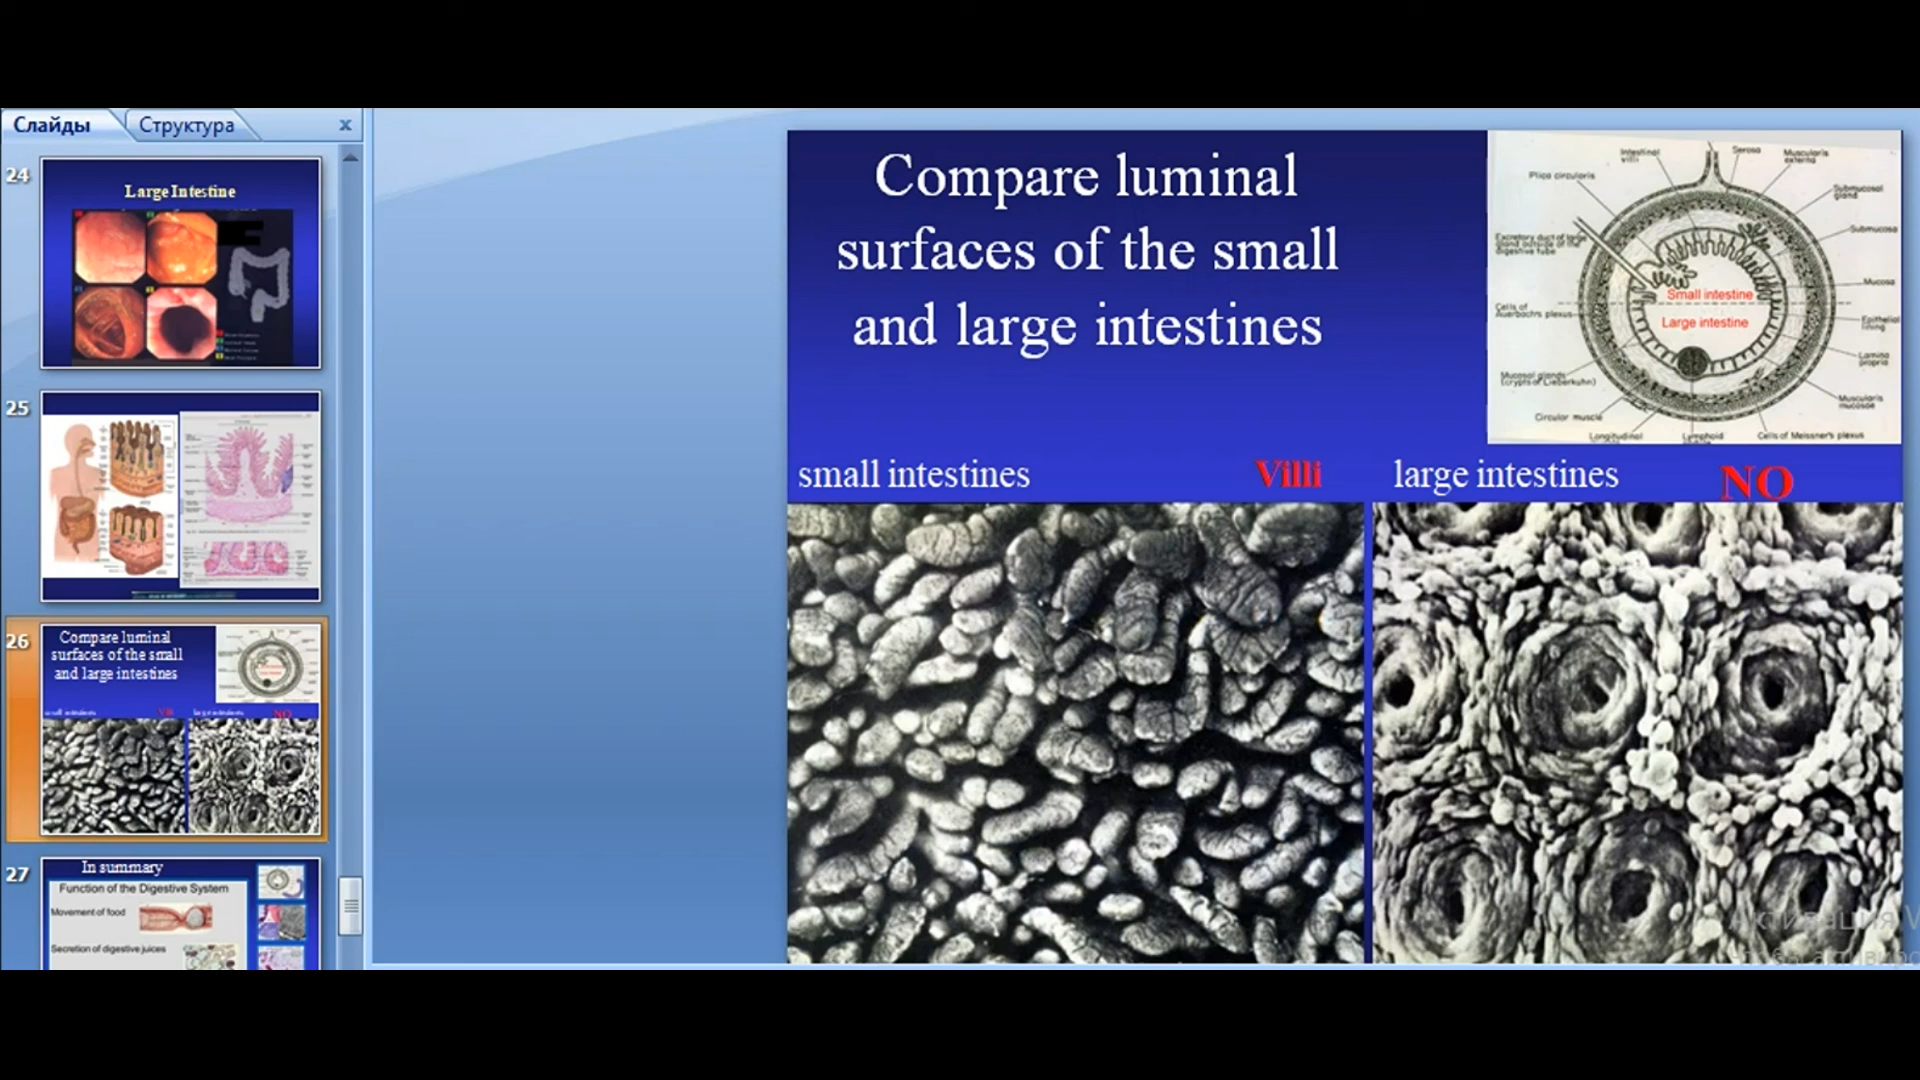 Слайды
Структура
x
24
Large Intestine
25
26
Compare luminal
surfaces of the small
and large intestines
small intestines
Villi
large intestines
NO
27
In summary
Function of the Digestive System
Movement of food
Secretion of digestive juices
Compare luminal
surfaces of the small
and large intestines
Intestinal
villi
Serosa
Muscularis
externa
Plica circularis
Submucosal
gland
Excretory duct of large
gland outside of the
digestive tube
Submucosa
Mucosa
Small intestine
Cells of
Auerbach's plexus
Large intestine
Epithelial
lining
Lamina
propria
Mucosal glands
(crypts of Lieberkuhn)
Muscularis
mucosae
Circular muscle
Longitudinal
Lymphoid
Cells of Meissner's plexus
small intestines
Villi
large intestines
NO
Активация